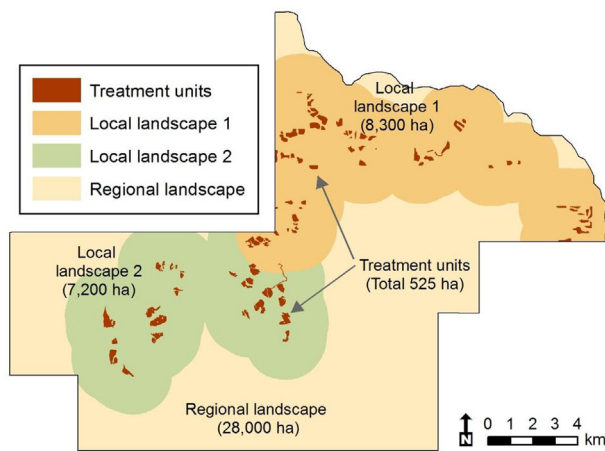 Treatment units
Local landscape 1
Local landscape 2
Regional landscape
Local
landscape 1
(8,300 ha)
Local
landscape 2
(7,200 ha)
Treatment units
(Total 525 ha)
Regional landscape
(28,000 ha)
N
0 1 2 3 4
km